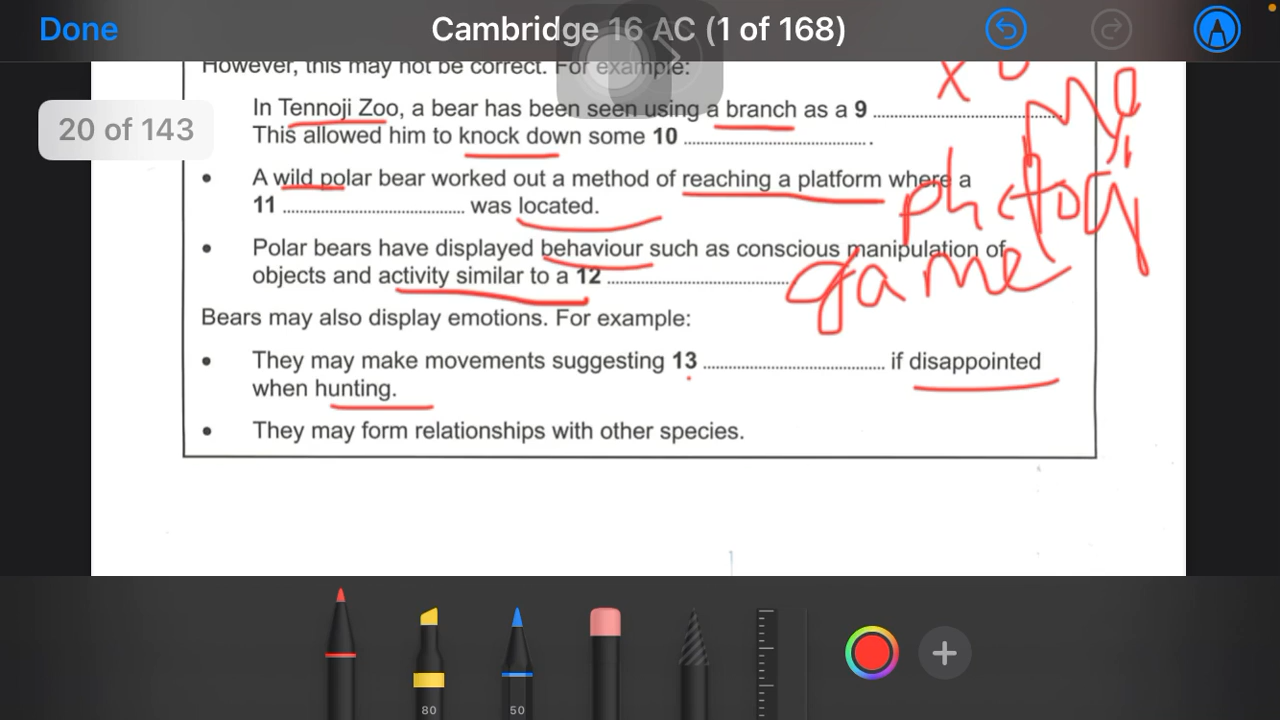 Done
Cambridge 16 AC (1 of 168)
20 of 143
However, this may not be correct. For example:
In Tennoji Zoo, a bear has been seen using a branch as a 9 ..............................
This allowed him to knock down some 10 .............................. .
• A wild polar bear worked out a method of reaching a platform where a
11 .............................. was located.
• Polar bears have displayed behaviour such as conscious manipulation of
objects and activity similar to a 12 ..............................
game
Bears may also display emotions. For example:
• They may make movements suggesting 13 .............................. if disappointed
when hunting.
• They may form relationships with other species.
80
50